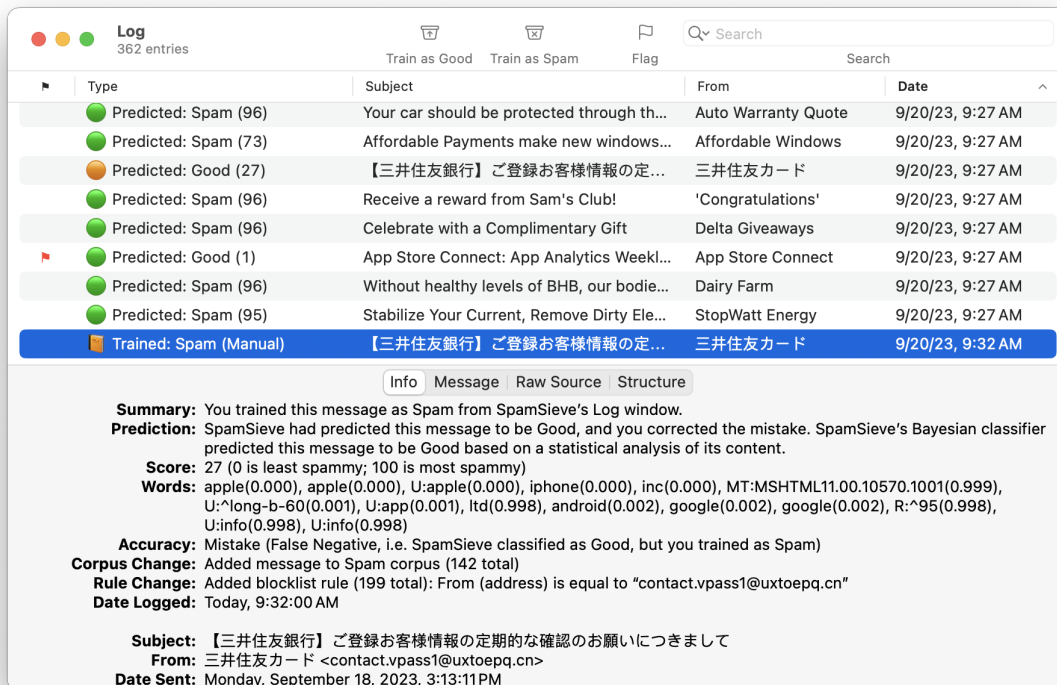 Log
362 entries
Train as Good
Train as Spam
Flag
Search
Search
Type Subject From Date
Predicted: Spam (96) Your car should be protected through th... Auto Warranty Quote 9/20/23, 9:27 AM
Predicted: Spam (73) Affordable Payments make new windows... Affordable Windows 9/20/23, 9:27 AM
Predicted: Good (27) 【三井住友銀行】ご登録お客様情報の定... 三井住友カード 9/20/23, 9:27 AM
Predicted: Spam (96) Receive a reward from Sam's Club! 'Congratulations' 9/20/23, 9:27 AM
Predicted: Spam (96) Celebrate with a Complimentary Gift Delta Giveaways 9/20/23, 9:27 AM
Predicted: Good (1) App Store Connect: App Analytics Weekl... App Store Connect 9/20/23, 9:27 AM
Predicted: Spam (96) Without healthy levels of BHB, our bodie... Dairy Farm 9/20/23, 9:27 AM
Predicted: Spam (95) Stabilize Your Current, Remove Dirty Ele... StopWatt Energy 9/20/23, 9:27 AM
Trained: Spam (Manual) 【三井住友銀行】ご登録お客様情報の定... 三井住友カード 9/20/23, 9:32 AM
Info Message Raw Source Structure
Summary: You trained this message as Spam from SpamSieve’s Log window.
Prediction: SpamSieve had predicted this message to be Good, and you corrected the mistake. SpamSieve’s Bayesian classifier
predicted this message to be Good based on a statistical analysis of its content.
Score: 27 (0 is least spammy; 100 is most spammy)
Words: apple(0.000), apple(0.000), U:apple(0.000), iphone(0.000), inc(0.000), MT:MSHTML11.00.10570.1001(0.999),
U:^long-b-60(0.001), U:app(0.001), ltd(0.998), android(0.002), google(0.002), google(0.002), R:^95(0.998),
U:info(0.998), U:info(0.998)
Accuracy: Mistake (False Negative, i.e. SpamSieve classified as Good, but you trained as Spam)
Corpus Change: Added message to Spam corpus (142 total)
Rule Change: Added blocklist rule (199 total): From (address) is equal to “contact.vpass1@uxtoepq.cn”
Date Logged: Today, 9:32:00 AM
Subject: 【三井住友銀行】ご登録お客様情報の定期的な確認のお願いにつきまして
From: 三井住友カード <contact.vpass1@uxtoepq.cn>
Date Sent: Monday, September 18, 2023, 3:13:11 PM